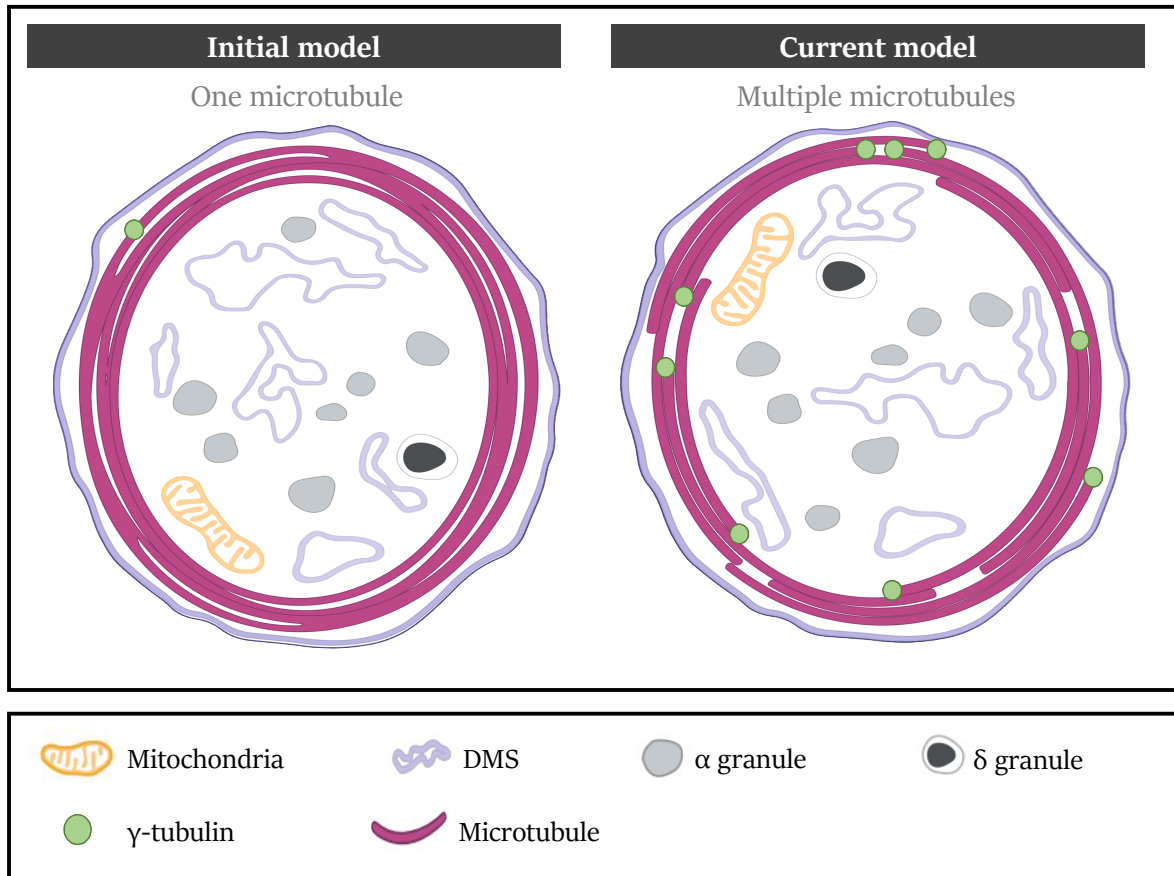 Initial model
Current model
One microtubule
Multiple microtubules
Mitochondria
DMS
α granule
δ granule
γ-tubulin
Microtubule